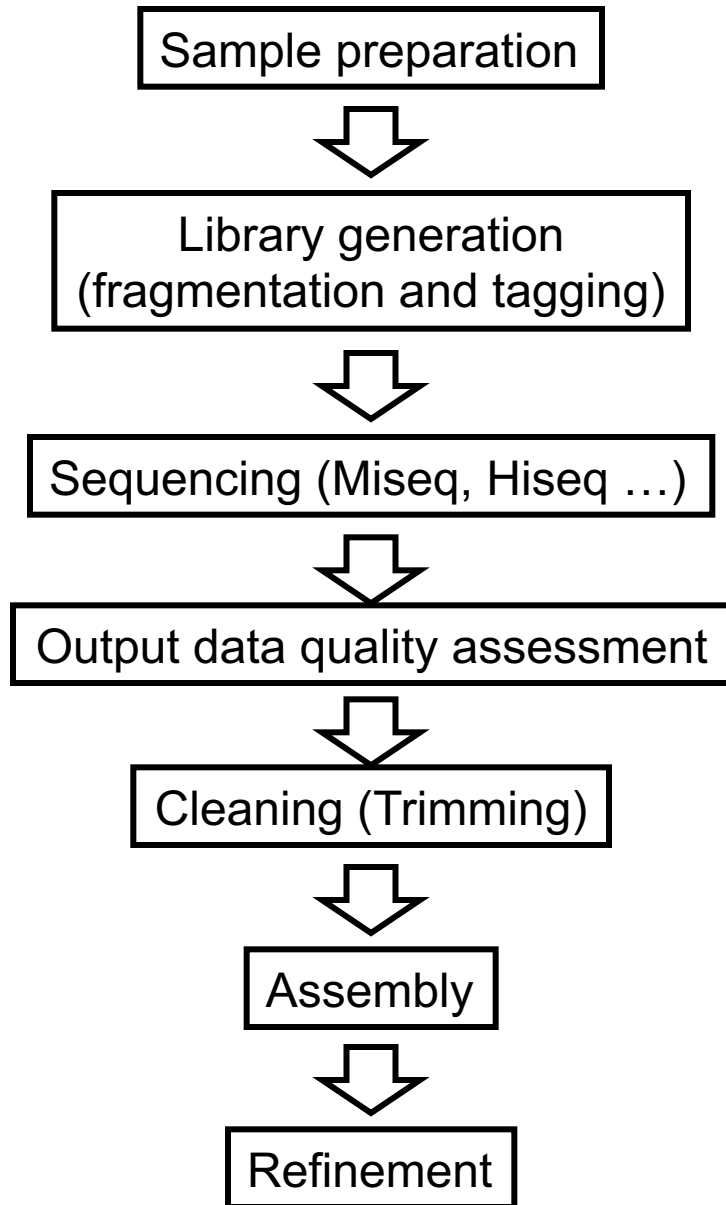 Sample preparation
Library generation
(fragmentation and tagging)
Sequencing (Miseq, Hiseq …)
Output data quality assessment
Cleaning (Trimming)
Assembly
Refinement